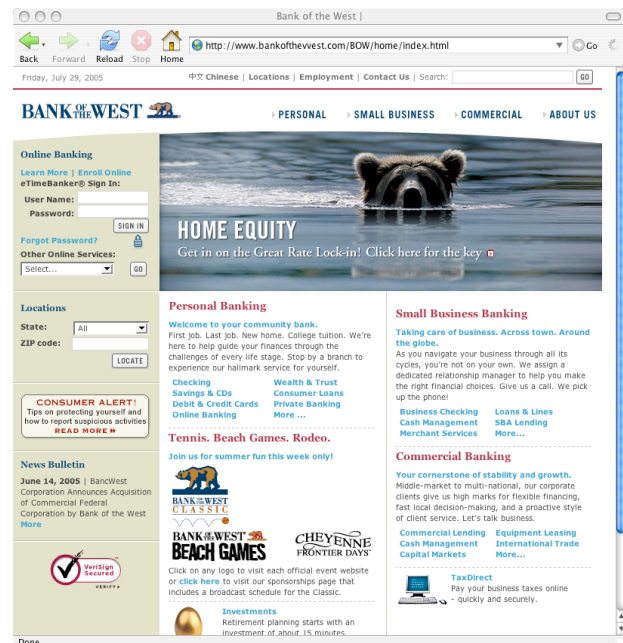 Bank of the West |
http://www.bankofthevvest.com/BOW/home/index.html
Go
Back Forward Reload Stop Home
Friday, July 29, 2005
中文 Chinese | Locations | Employment | Contact Us | Search:
GO
BANK OF THE WEST
PERSONAL SMALL BUSINESS COMMERCIAL ABOUT US
Online Banking
Learn More | Enroll Online
eTimeBanker® Sign In:
User Name:
Password:
SIGN IN
Forgot Password?
Other Online Services:
Select...
GO
HOME EQUITY
Get in on the Great Rate Lock-in! Click here for the key
Locations
State:
All
ZIP code:
LOCATE
CONSUMER ALERT!
Tips on protecting yourself and
how to report suspicious activities
READ MORE
News Bulletin
June 14, 2005 | BancWest
Corporation Announces Acquisition
of Commercial Federal
Corporation by Bank of the West
More
VeriSign
Secured
VERIFY
Personal Banking
Welcome to your community bank.
First job. Last job. New home. College tuition. We're
here to help guide your finances through the
challenges of every life stage. Stop by a branch to
experience our hallmark service for yourself.
Checking Wealth & Trust
Savings & CDs Consumer Loans
Debit & Credit Cards Private Banking
Online Banking More ...
Tennis. Beach Games. Rodeo.
Join us for summer fun this week only!
BANK OF THE WEST
CLASSIC
BANK OF THE WEST
BEACH GAMES
CHEYENNE
FRONTIER DAYS
Click on any logo to visit each official event website
or click here to visit our sponsorships page that
includes a broadcast schedule for the Classic.
Investments
Retirement planning starts with an
investment of about 15 minutes.
Small Business Banking
Taking care of business. Across town. Around
the globe.
As you navigate your business through all its
cycles, you're not on your own. We assign a
dedicated relationship manager to help you make
the right financial choices. Give us a call. We pick
up the phone!
Business Checking Loans & Lines
Cash Management SBA Lending
Merchant Services More...
Commercial Banking
Your cornerstone of stability and growth.
Middle-market to multi-national, our corporate
clients give us high marks for flexible financing,
fast local decision-making, and a proactive style
of client service. Let's talk business.
Commercial Lending Equipment Leasing
Cash Management International Trade
Capital Markets More...
TaxDirect
Pay your business taxes online
- quickly and securely.
Done